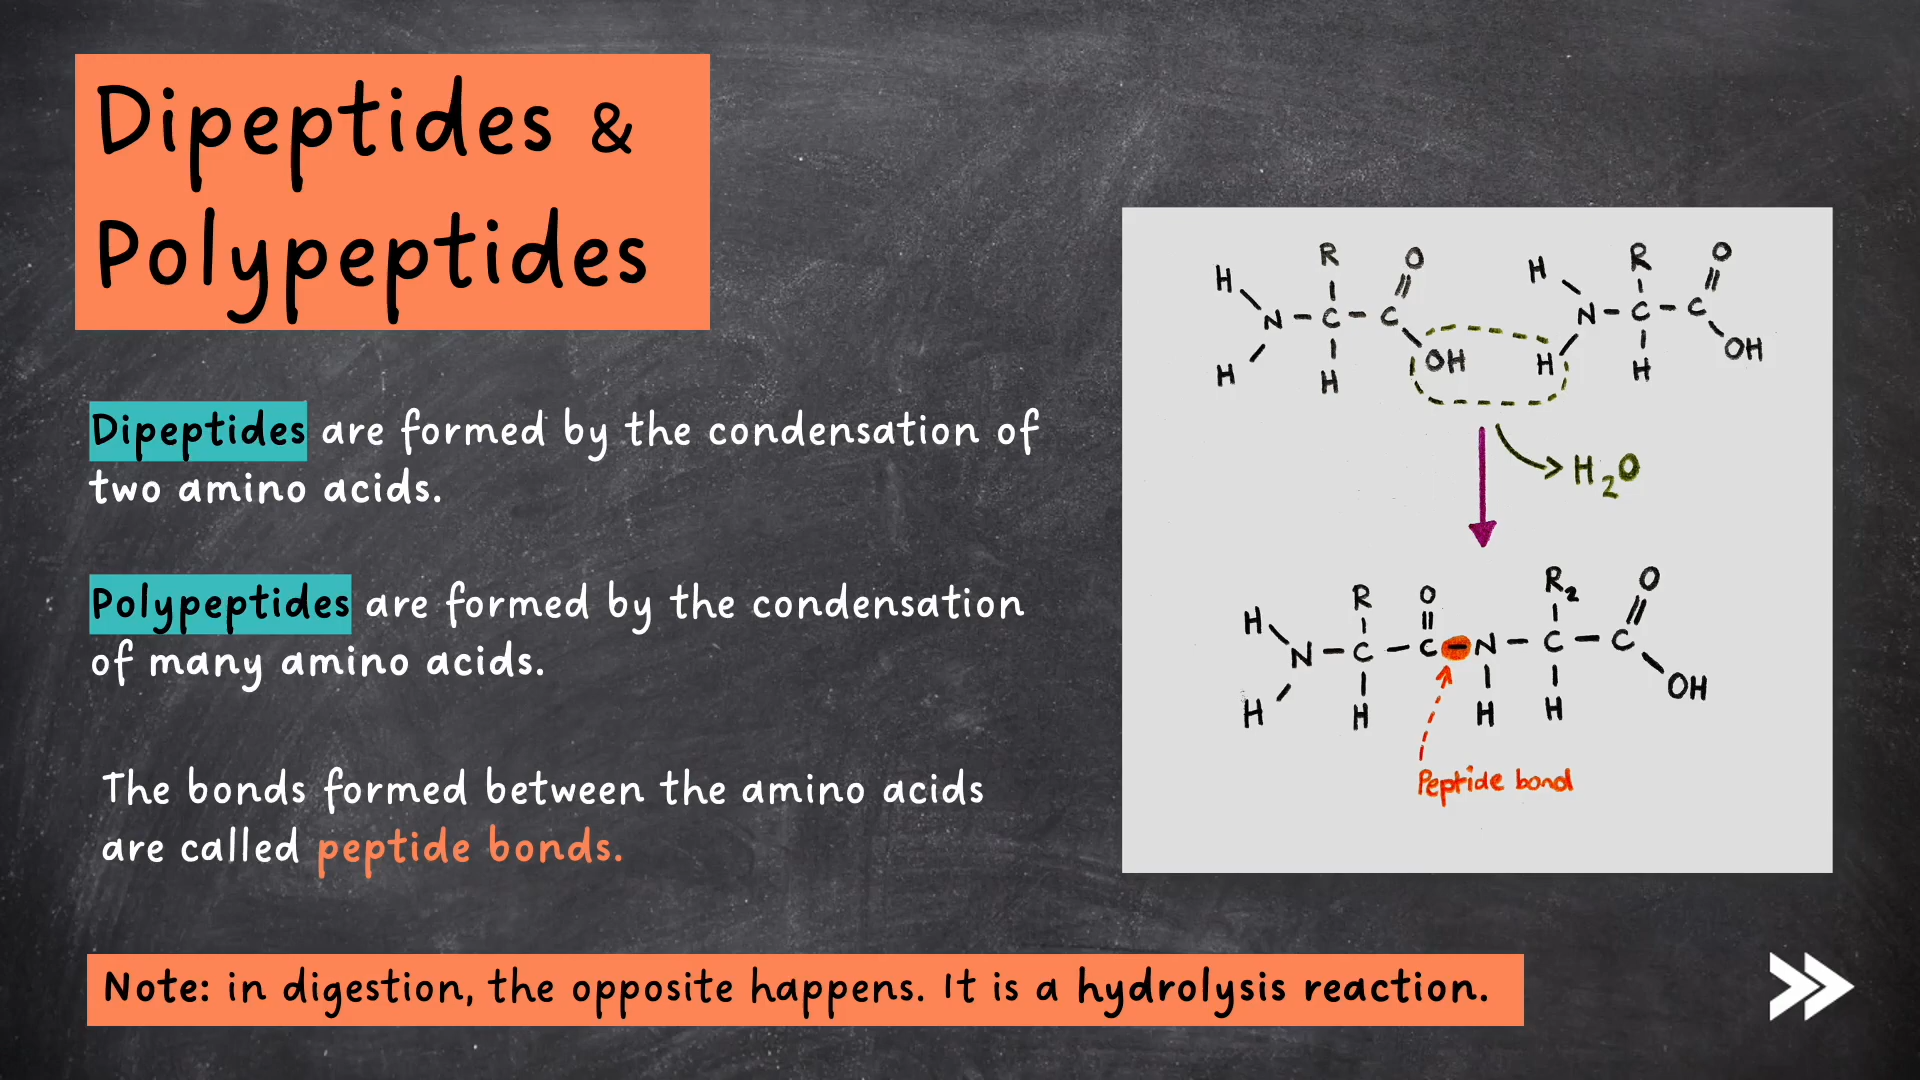 Dipeptides &
Polypeptides
Dipeptides are formed by the condensation of
two amino acids.
Polypeptides are formed by the condensation
of many amino acids.
The bonds formed between the amino acids
are called peptide bonds.
R O H R O
H N C C N C C
H H OH H H OH
H2O
R O R2 O
H N C C N C C
H H H H OH
Peptide bond
Note: in digestion, the opposite happens. It is a hydrolysis reaction.